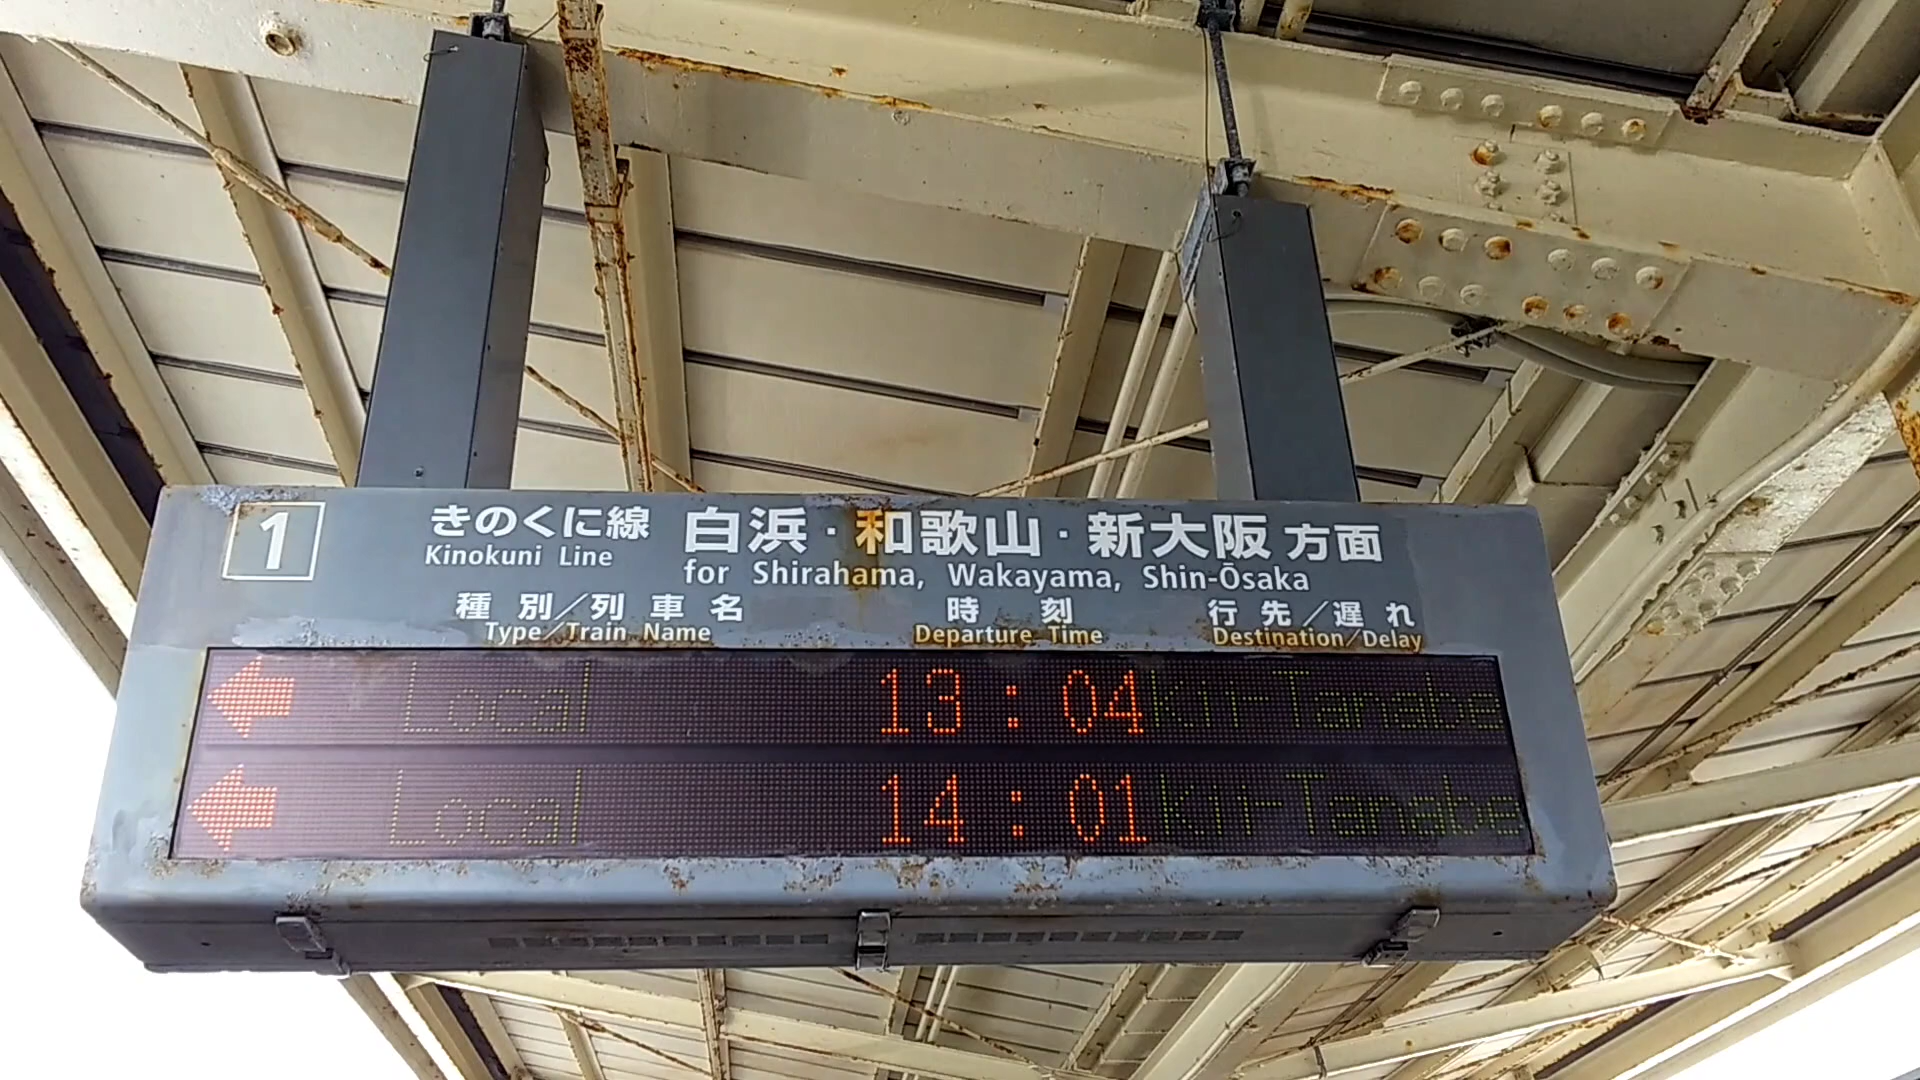 1 きのくに線 白浜・和歌山・新大阪 方面
Kinokuni Line for Shirahama, Wakayama, Shin-Ōsaka
種別／列車名 時刻 行先／遅れ
Type/Train Name Departure Time Destination/Delay
← Local 13:04 Kii-Tanabe
← Local 14:01 Kii-Tanabe